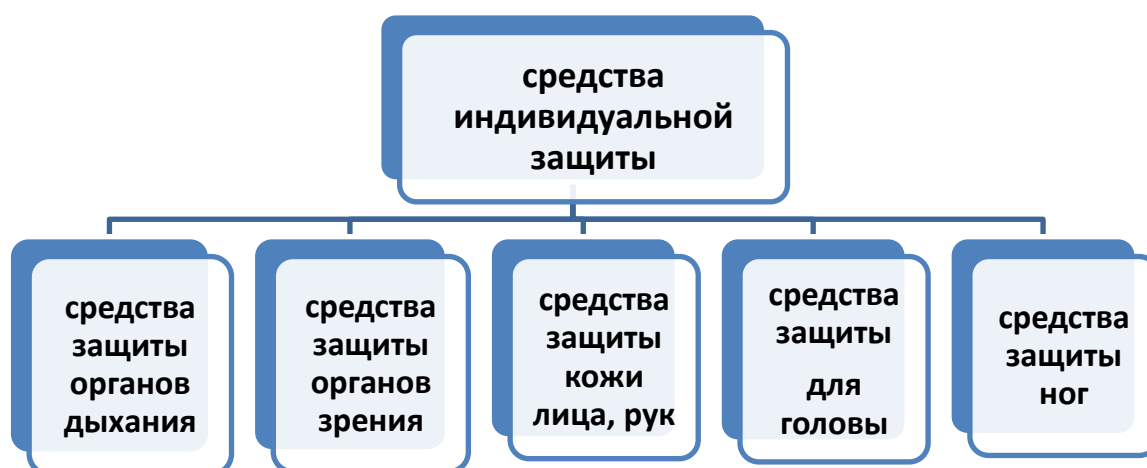 средства
индивидуальной
защиты
средства
защиты
органов
дыхания
средства
защиты
органов
зрения
средства
защиты
кожи
лица, рук
средства
защиты
для
головы
средства
защиты
ног